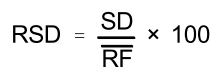 RSD = SD / R̅F̅ × 100